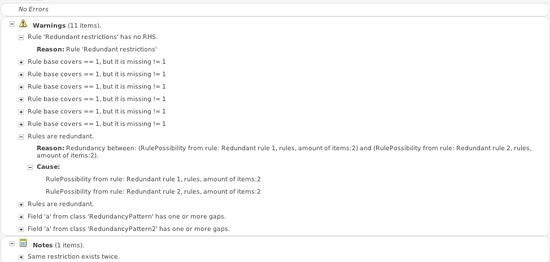 No Errors
Warnings (11 items).
Rule 'Redundant restrictions' has no RHS.
Reason: Rule 'Redundant restrictions'
Rule base covers == 1, but it is missing != 1
Rule base covers == 1, but it is missing != 1
Rule base covers == 1, but it is missing != 1
Rule base covers == 1, but it is missing != 1
Rule base covers == 1, but it is missing != 1
Rule base covers == 1, but it is missing != 1
Rules are redundant.
Reason: Redundancy between: (RulePossibility from rule: Redundant rule 1, rules, amount of items:2) and (RulePossibility from rule: Redundant rule 2, rules,
amount of items:2).
Cause:
RulePossibility from rule: Redundant rule 1, rules, amount of items:2
RulePossibility from rule: Redundant rule 2, rules, amount of items:2
Rules are redundant.
Field 'a' from class 'RedundancyPattern' has one or more gaps.
Field 'a' from class 'RedundancyPattern2' has one or more gaps.
Notes (1 items).
Same restriction exists twice.